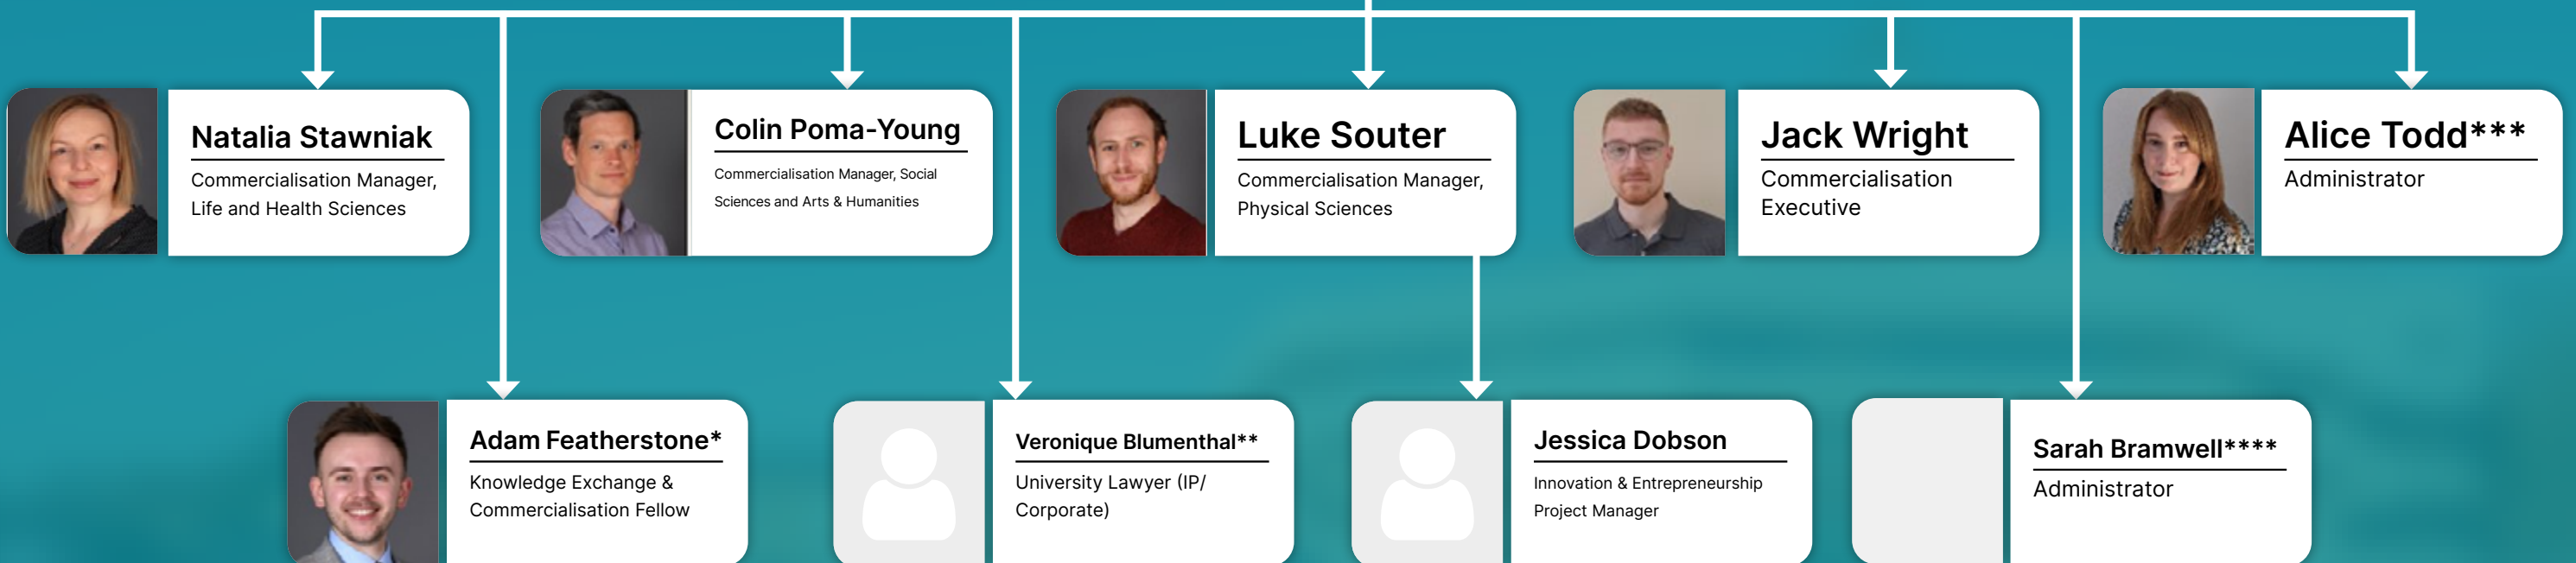 Natalia Stawniak
Commercialisation Manager,
Life and Health Sciences
Colin Poma-Young
Commercialisation Manager, Social
Sciences and Arts & Humanities
Luke Souter
Commercialisation Manager,
Physical Sciences
Jack Wright
Commercialisation
Executive
Alice Todd***
Administrator
Adam Featherstone*
Knowledge Exchange &
Commercialisation Fellow
Veronique Blumenthal**
University Lawyer (IP/
Corporate)
Jessica Dobson
Innovation & Entrepreneurship
Project Manager
Sarah Bramwell****
Administrator